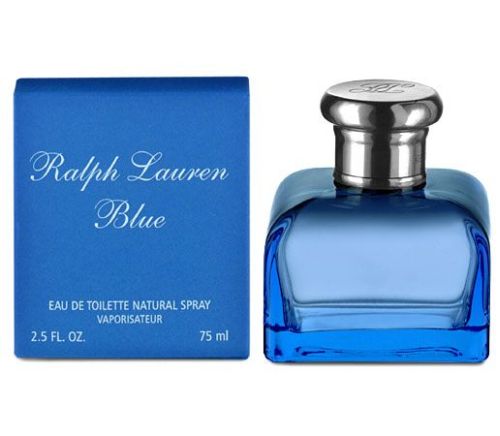 Ralph Lauren
Blue
EAU DE TOILETTE NATURAL SPRAY
VAPORISATEUR
2.5 FL. OZ. 75 ml